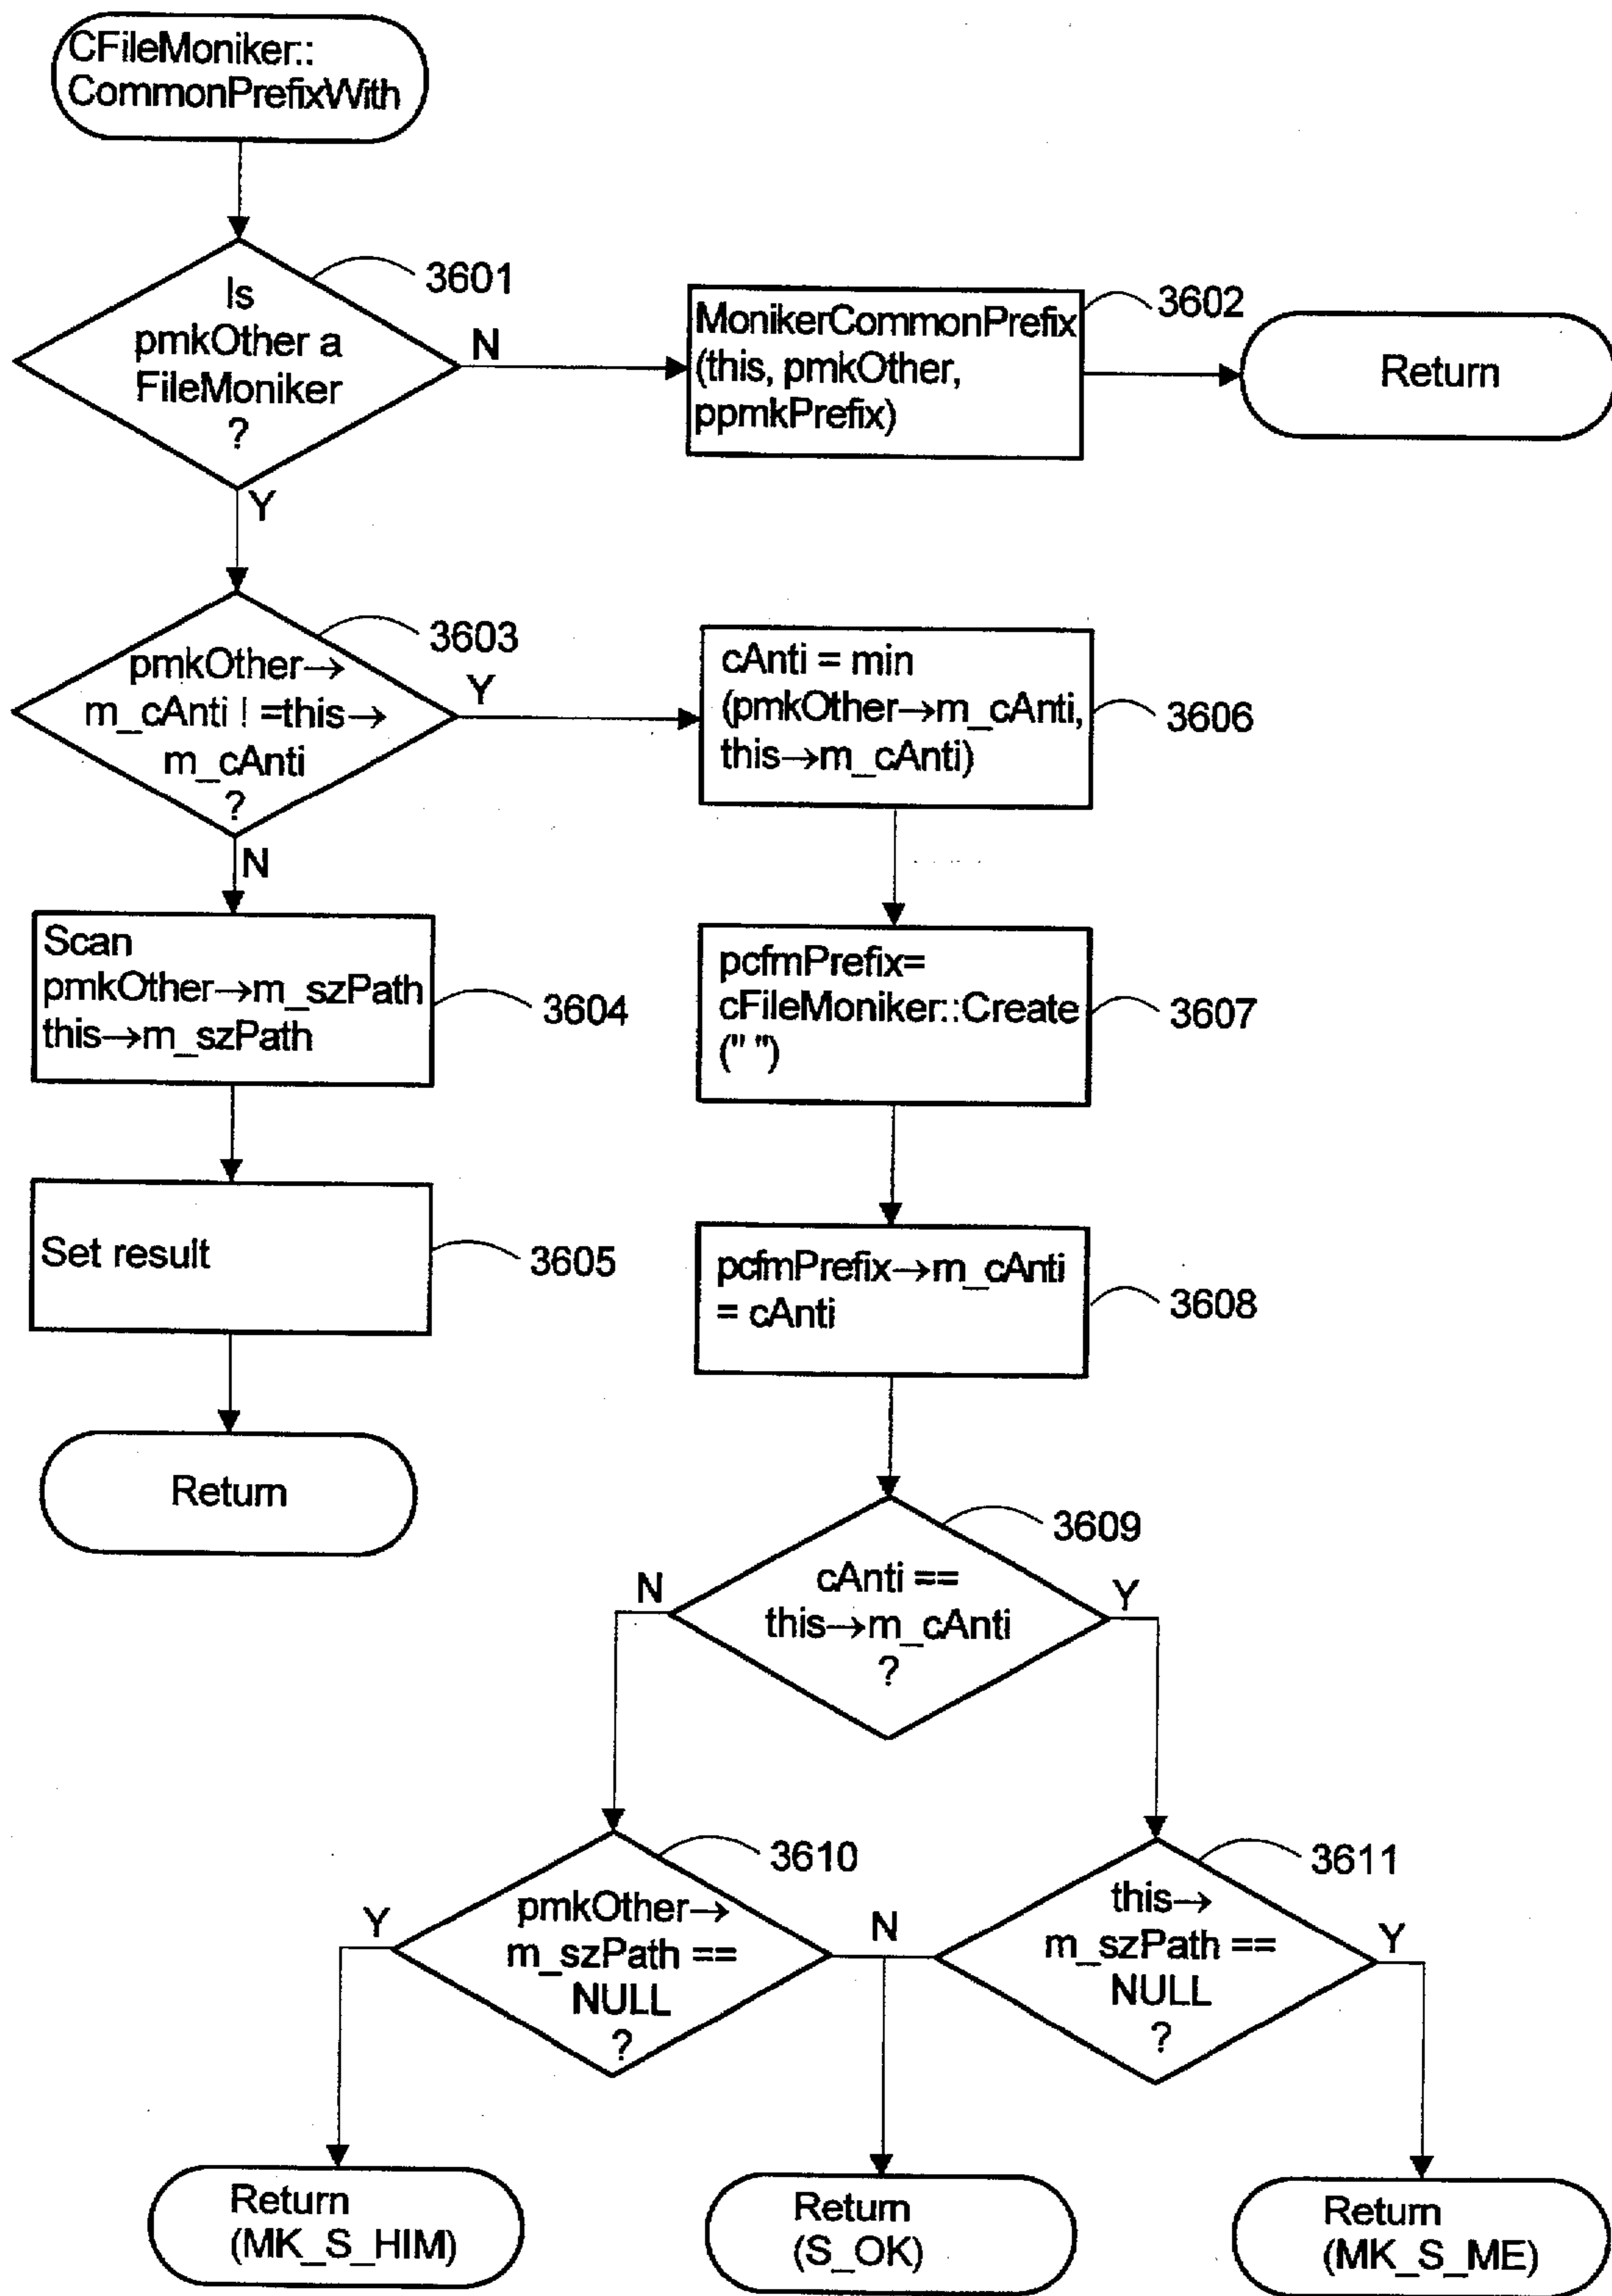 CFileMoniker::
CommonPrefixWith
3601
Is
pmkOther a
FileMoniker
?
N
Y
3602
MonikerCommonPrefix
(this, pmkOther,
ppmkPrefix)
Return
3603
pmkOther→
m_cAnti ! =this→
m_cAnti
?
Y
N
cAnti = min
(pmkOther→m_cAnti,
this→m_cAnti)
3606
Scan
pmkOther→m_szPath
this→m_szPath
3604
pcfmPrefix=
cFileMoniker::Create
(" ")
3607
Set result
3605
pcfmPrefix→m_cAnti
= cAnti
3608
Return
3609
cAnti ==
this→m_cAnti
?
N
Y
3610
pmkOther→
m_szPath ==
NULL
?
Y
N
3611
this→
m_szPath ==
NULL
?
Y
Return
(MK_S_HIM)
Return
(S_OK)
Return
(MK_S_ME)